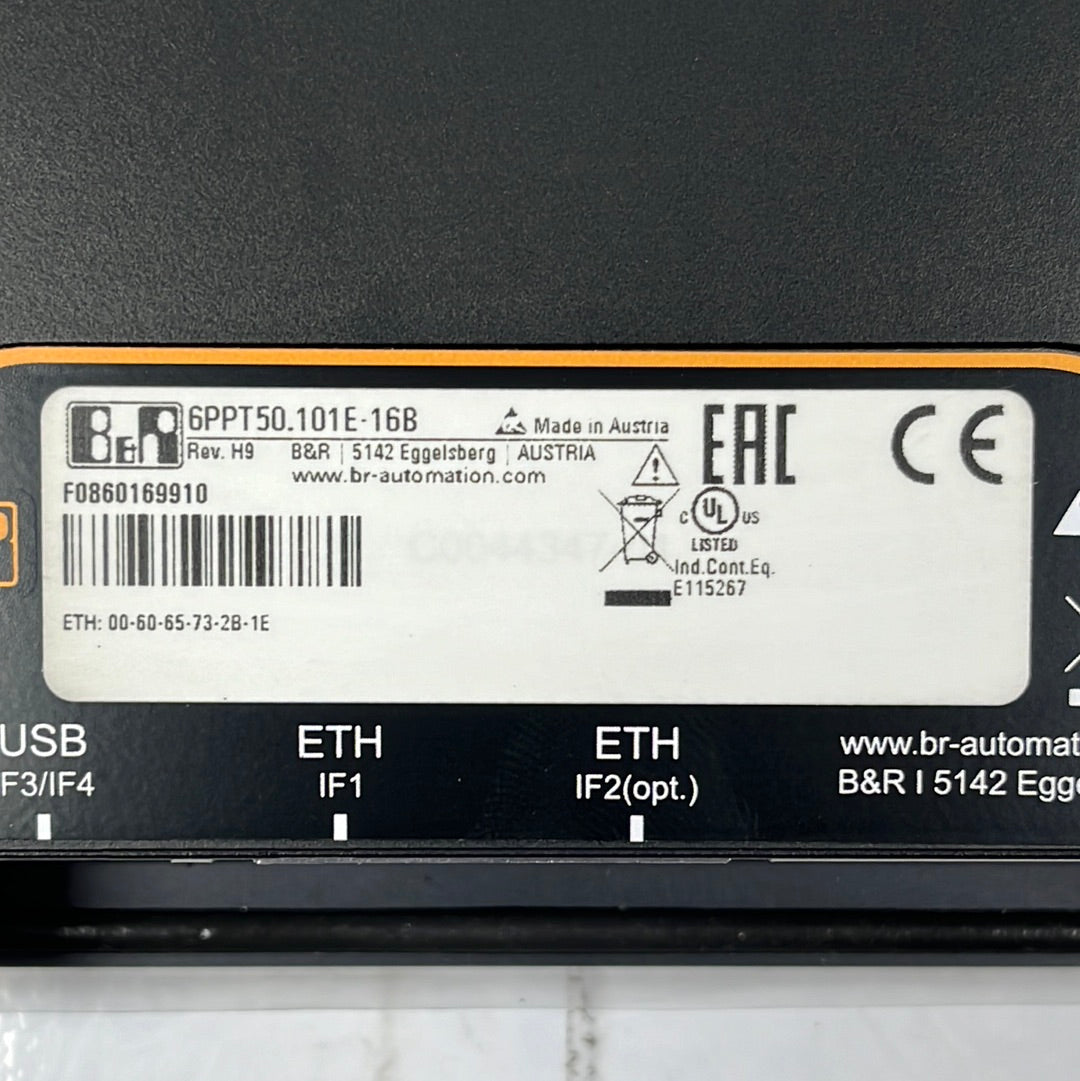 B&R
6PPT50.101E-16B
Made in Austria
Rev. H9 B&R | 5142 Eggelsberg | AUSTRIA
www.br-automation.com
F0860169910
EAC
CE
C UL US
LISTED
Ind.Cont.Eq.
E115267
ETH: 00-60-65-73-2B-1E
USB
F3/IF4
ETH
IF1
ETH
IF2(opt.)
www.br-automat
B&R I 5142 Egge